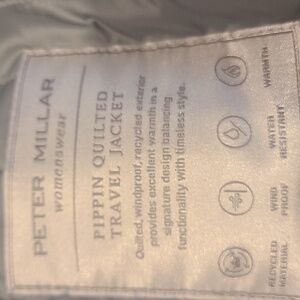 PETER MILLAR
womenswear
PIPPIN QUILTED
TRAVEL JACKET
Quilted, windproof, recycled exterior
provides excellent warmth in a
signature design balancing
functionality with timeless style.
RECYCLED
MATERIAL
WIND
PROOF
WATER
RESISTANT
WARMTH